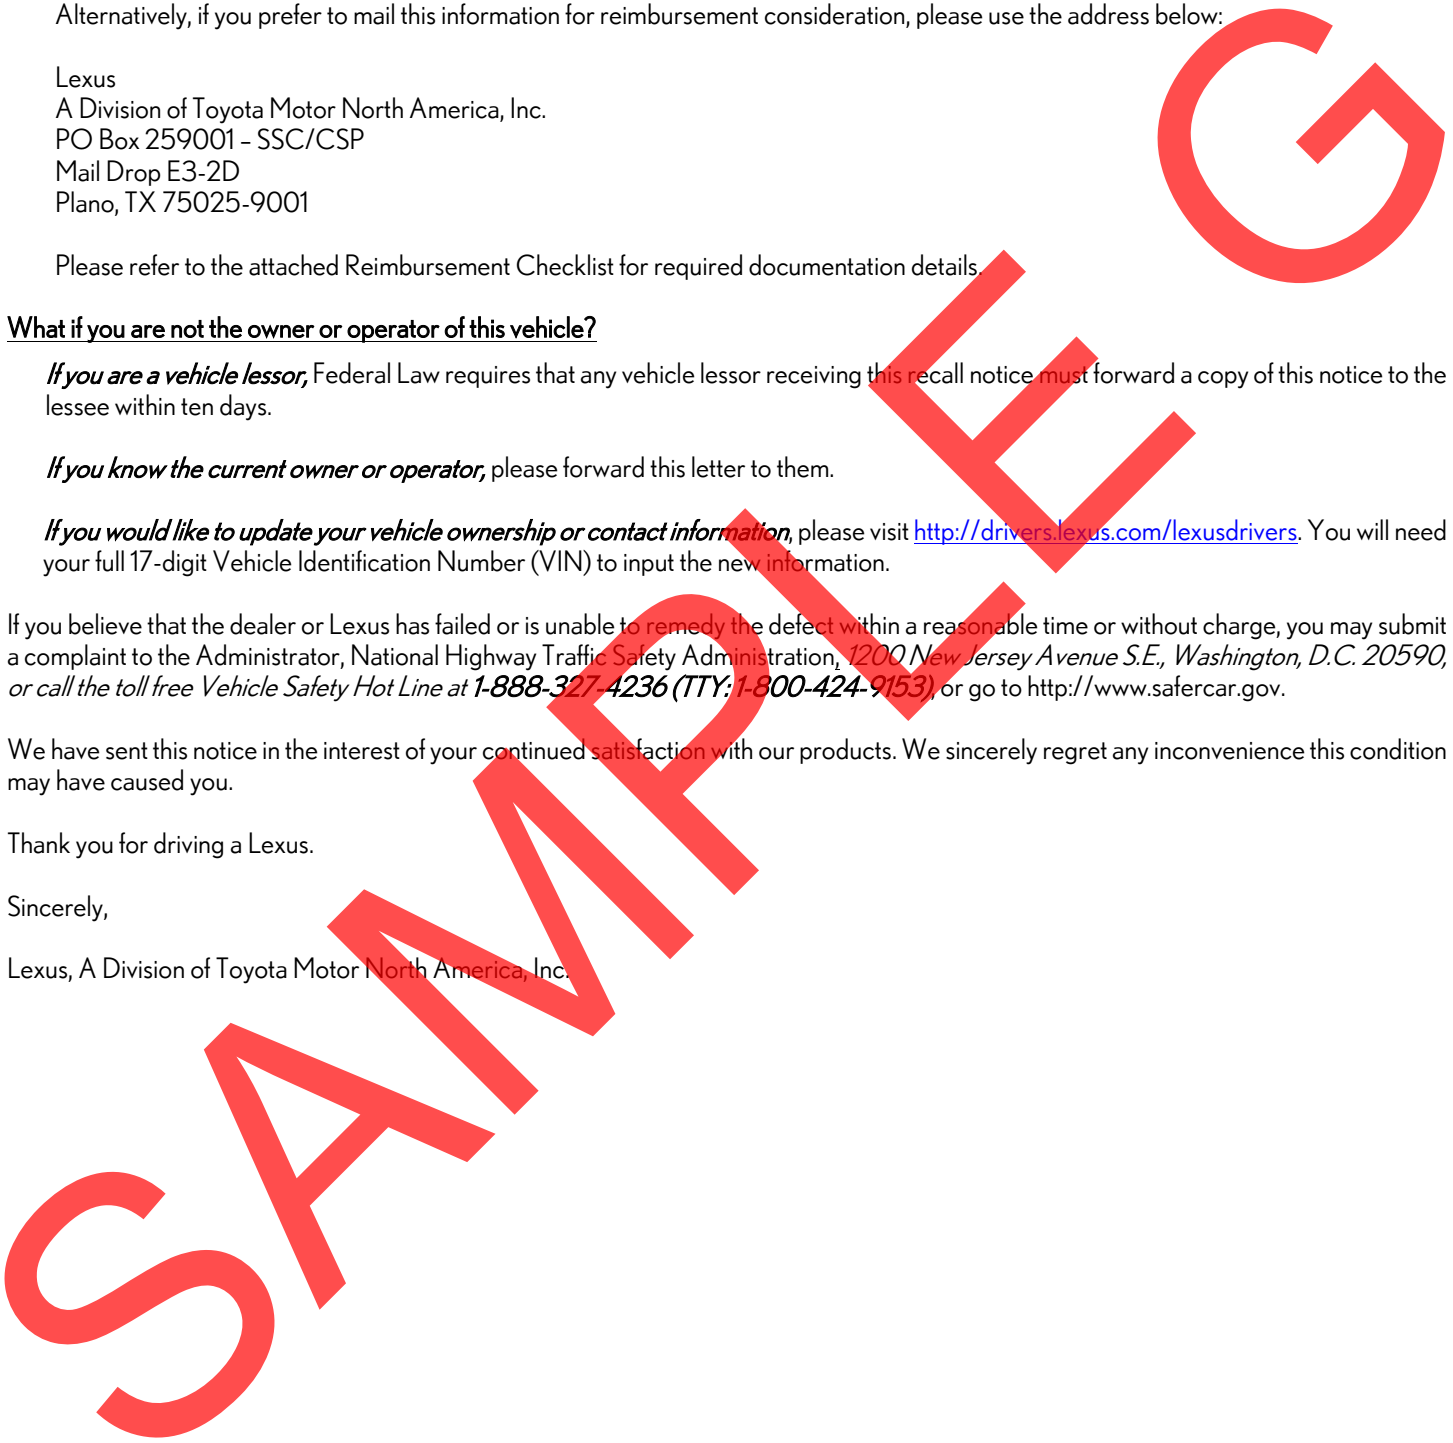 Alternatively, if you prefer to mail this information for reimbursement consideration, please use the address below:
Lexus
A Division of Toyota Motor North America, Inc.
PO Box 259001 – SSC/CSP
Mail Drop E3-2D
Plano, TX 75025-9001
Please refer to the attached Reimbursement Checklist for required documentation details.
What if you are not the owner or operator of this vehicle?
If you are a vehicle lessor, Federal Law requires that any vehicle lessor receiving this recall notice must forward a copy of this notice to the
lessee within ten days.
If you know the current owner or operator, please forward this letter to them.
If you would like to update your vehicle ownership or contact information, please visit http://drivers.lexus.com/lexusdrivers. You will need
your full 17-digit Vehicle Identification Number (VIN) to input the new information.
If you believe that the dealer or Lexus has failed or is unable to remedy the defect within a reasonable time or without charge, you may submit
a complaint to the Administrator, National Highway Traffic Safety Administration, 1200 New Jersey Avenue S.E., Washington, D.C. 20590,
or call the toll free Vehicle Safety Hot Line at 1-888-327-4236 (TTY: 1-800-424-9153), or go to http://www.safercar.gov.
We have sent this notice in the interest of your continued satisfaction with our products. We sincerely regret any inconvenience this condition
may have caused you.
Thank you for driving a Lexus.
Sincerely,
Lexus, A Division of Toyota Motor North America, Inc.
SAMPLE G